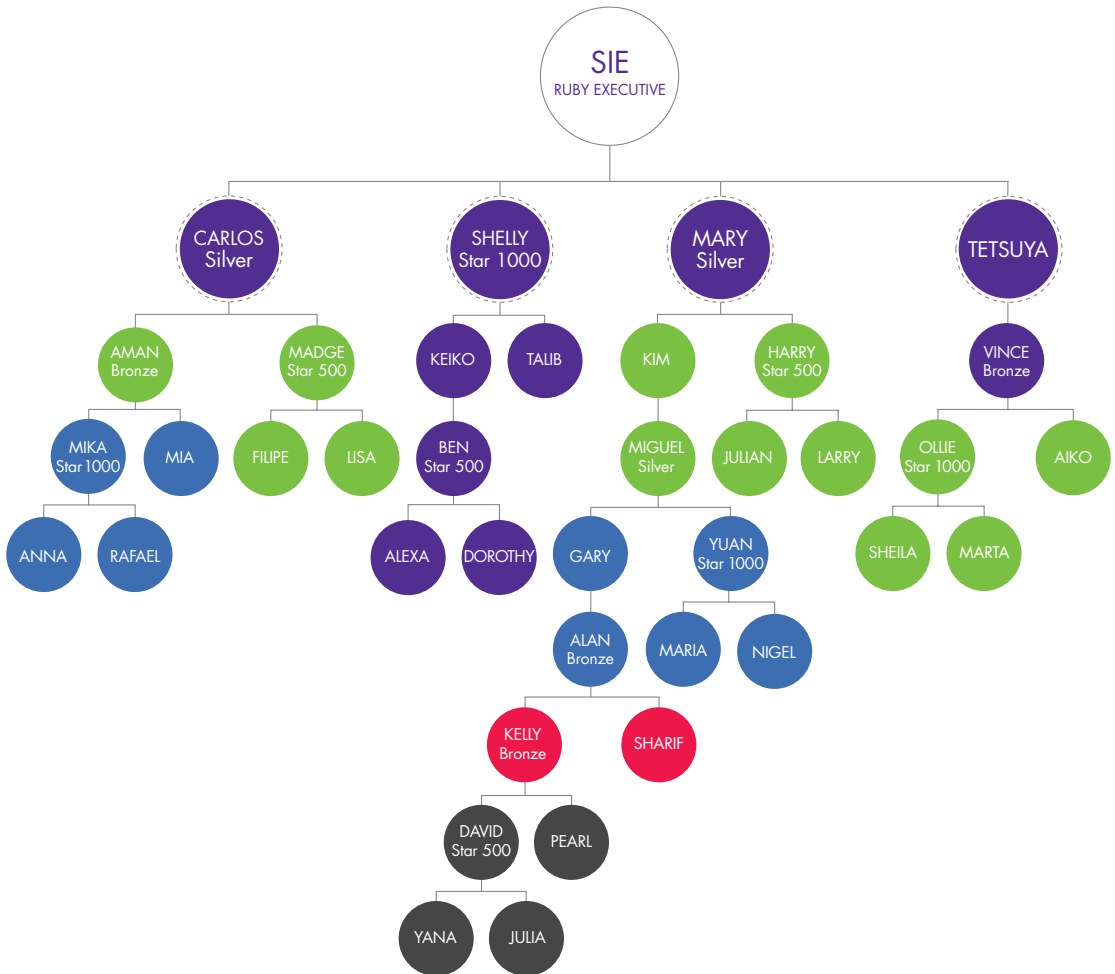 SIE
RUBY EXECUTIVE
CARLOS
Silver
SHELLY
Star 1000
MARY
Silver
TETSUYA
AMAN
Bronze
MADGE
Star 500
KEIKO
TALIB
KIM
HARRY
Star 500
VINCE
Bronze
MIKA
Star 1000
MIA
FILIPE
LISA
BEN
Star 500
MIGUEL
Silver
JULIAN
LARRY
OLLIE
Star 1000
AIKO
ANNA
RAFAEL
ALEXA
DOROTHY
GARY
YUAN
Star 1000
SHEILA
MARTA
ALAN
Bronze
MARIA
NIGEL
KELLY
Bronze
SHARIF
DAVID
Star 500
PEARL
YANA
JULIA